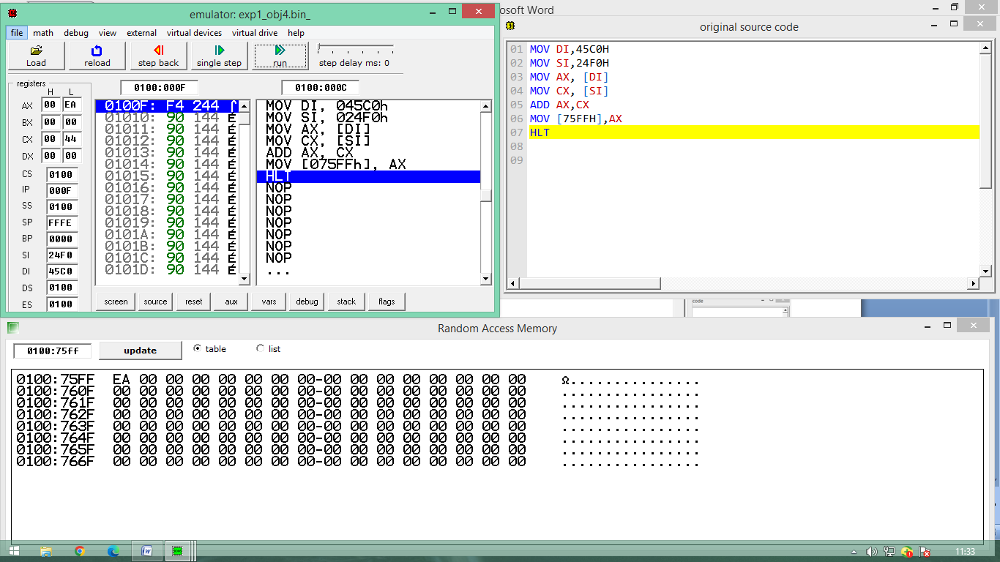 emulator: exp1_obj4.bin_
file math debug view external virtual devices virtual drive help
Load reload step back single step run step delay ms: 0
registers
H L
0100:000F 0100:000C
AX 00 EA
BX 00 00
CX 00 44
DX 00 00
CS 0100
IP 000F
SS 0100
SP FFFE
BP 0000
SI 24F0
DI 45C0
DS 0100
ES 0100
0100F: F4 244
01010: 90 144 É
01011: 90 144 É
01012: 90 144 É
01013: 90 144 É
01014: 90 144 É
01015: 90 144 É
01016: 90 144 É
01017: 90 144 É
01018: 90 144 É
01019: 90 144 É
0101A: 90 144 É
0101B: 90 144 É
0101C: 90 144 É
0101D: 90 144 É
MOV DI, 045C0h
MOV SI, 024F0h
MOV AX, [DI]
MOV CX, [SI]
ADD AX, CX
MOV [075FFh], AX
HLT
NOP
NOP
NOP
NOP
NOP
NOP
NOP
...
screen source reset aux vars debug stack flags
osoft Word
original source code
01 MOV DI,45C0H
02 MOV SI,24F0H
03 MOV AX, [DI]
04 MOV CX, [SI]
05 ADD AX,CX
06 MOV [75FFH],AX
07 HLT
08
09
code
Random Access Memory
0100:75ff update table list
0100:75FF EA 00 00 00 00 00 00 00-00 00 00 00 00 00 00 00 Ω...............
0100:760F 00 00 00 00 00 00 00 00-00 00 00 00 00 00 00 00 ................
0100:761F 00 00 00 00 00 00 00 00-00 00 00 00 00 00 00 00 ................
0100:762F 00 00 00 00 00 00 00 00-00 00 00 00 00 00 00 00 ................
0100:763F 00 00 00 00 00 00 00 00-00 00 00 00 00 00 00 00 ................
0100:764F 00 00 00 00 00 00 00 00-00 00 00 00 00 00 00 00 ................
0100:765F 00 00 00 00 00 00 00 00-00 00 00 00 00 00 00 00 ................
0100:766F 00 00 00 00 00 00 00 00-00 00 00 00 00 00 00 00 ................
11:33